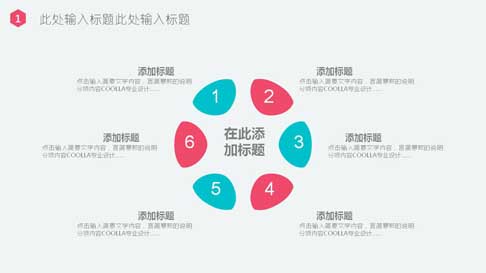 1
此处输入标题此处输入标题
添加标题
点击输入简要文字内容，言简意赅的说明
分项内容COOLLA专业设计……
1
2
添加标题
点击输入简要文字内容，言简意赅的说明
分项内容COOLLA专业设计……
添加标题
点击输入简要文字内容，言简意赅的说明
分项内容COOLLA专业设计……
6
在此添
加标题
3
添加标题
点击输入简要文字内容，言简意赅的说明
分项内容COOLLA专业设计……
添加标题
点击输入简要文字内容，言简意赅的说明
分项内容COOLLA专业设计……
5
4
添加标题
点击输入简要文字内容，言简意赅的说明
分项内容COOLLA专业设计……